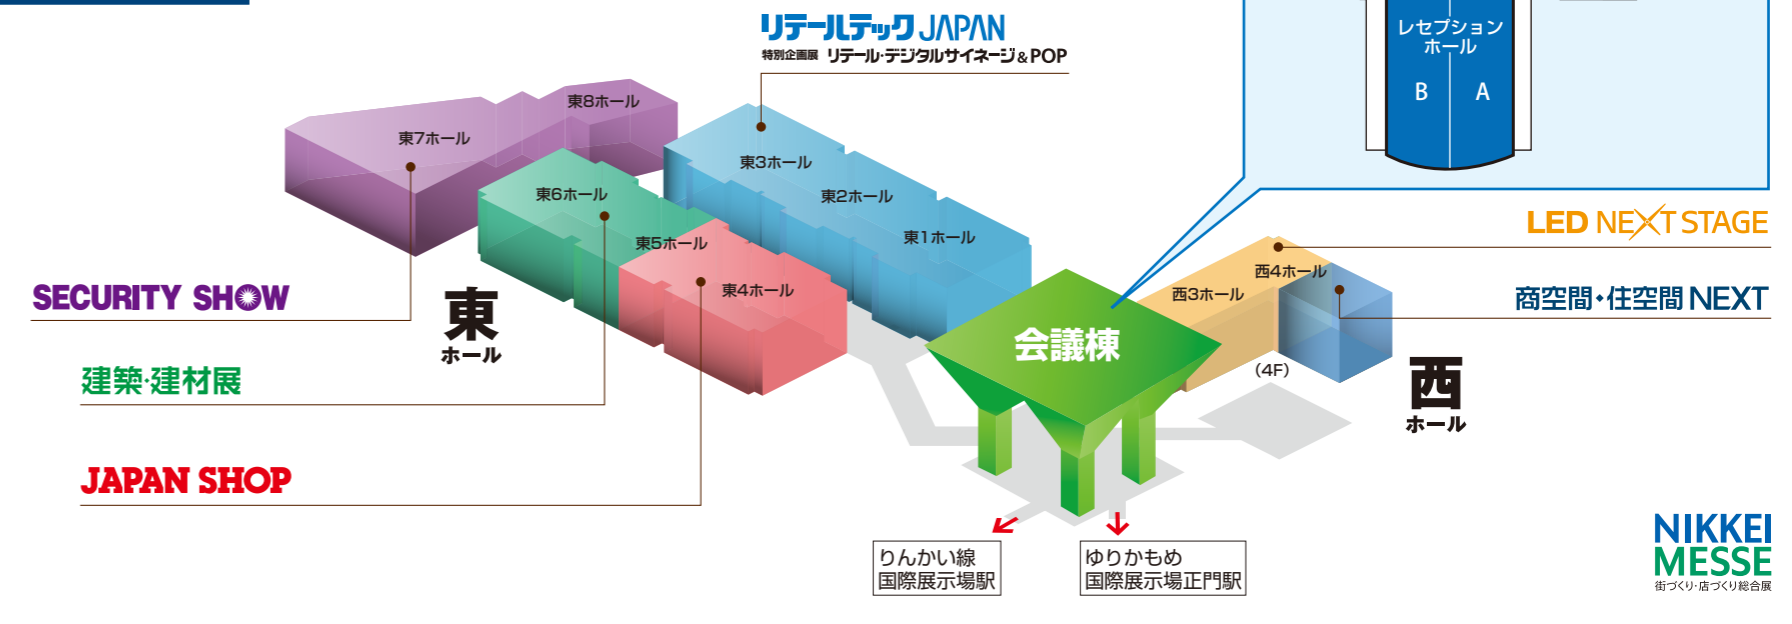 リテールテック JAPAN
特別企画展 リテール・デジタルサイネージ&POP
レセプション
ホール
B A
東8ホール
東7ホール
東3ホール
東6ホール
東2ホール
東5ホール
東1ホール
東4ホール
LED NEXT STAGE
西4ホール
西3ホール
商空間・住空間 NEXT
SECURITY SHOW
東
ホール
会議棟
(4F)
西
ホール
建築・建材展
JAPAN SHOP
りんかい線
国際展示場駅
ゆりかもめ
国際展示場正門駅
NIKKEI
MESSE
街づくり・店づくり総合展